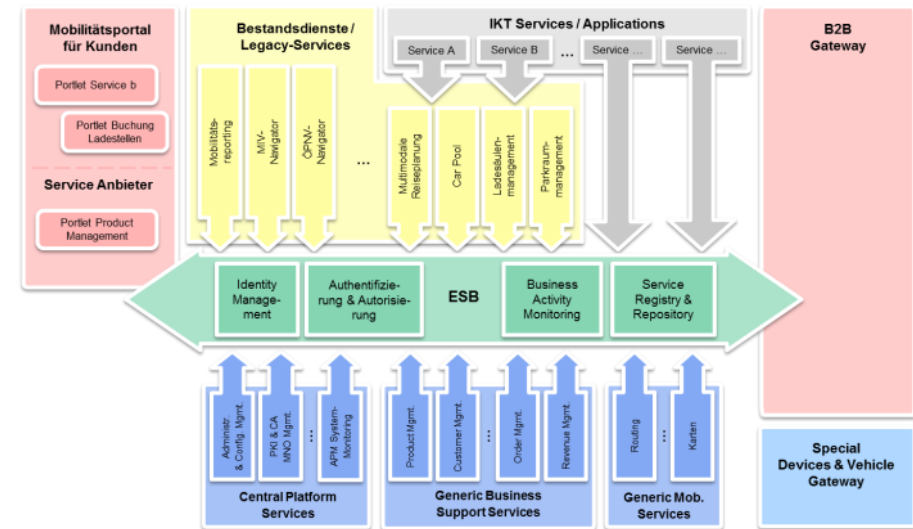 Mobilitätsportal
für Kunden
Portlet Service b
Portlet Buchung
Ladestellen
Service Anbieter
Portlet Product
Management
Bestandsdienste /
Legacy-Services
Mobilitäts-
reporting
MIV-
Navigator
ÖPNV-
Navigator
...
IKT Services / Applications
Service A
Service B
...
Service ...
Service ...
Multimodale
Reiseplanung
Car Pool
Ladesäulen-
management
Parkraum-
management
B2B
Gateway
Identity
Manage-
ment
Authentifizie-
rung & Autorisie-
rung
ESB
Business
Activity
Monitoring
Service
Registry &
Repository
Administr.
& Config. Mgmt.
PKI & CA
MNO Mgmt.
...
APM System-
Monitoring
Central Platform
Services
Product Mgmt.
Customer Mgmt.
...
Order Mgmt.
Revenue Mgmt.
Generic Business
Support Services
Routing
...
Karten
Generic Mob.
Services
Special
Devices & Vehicle
Gateway